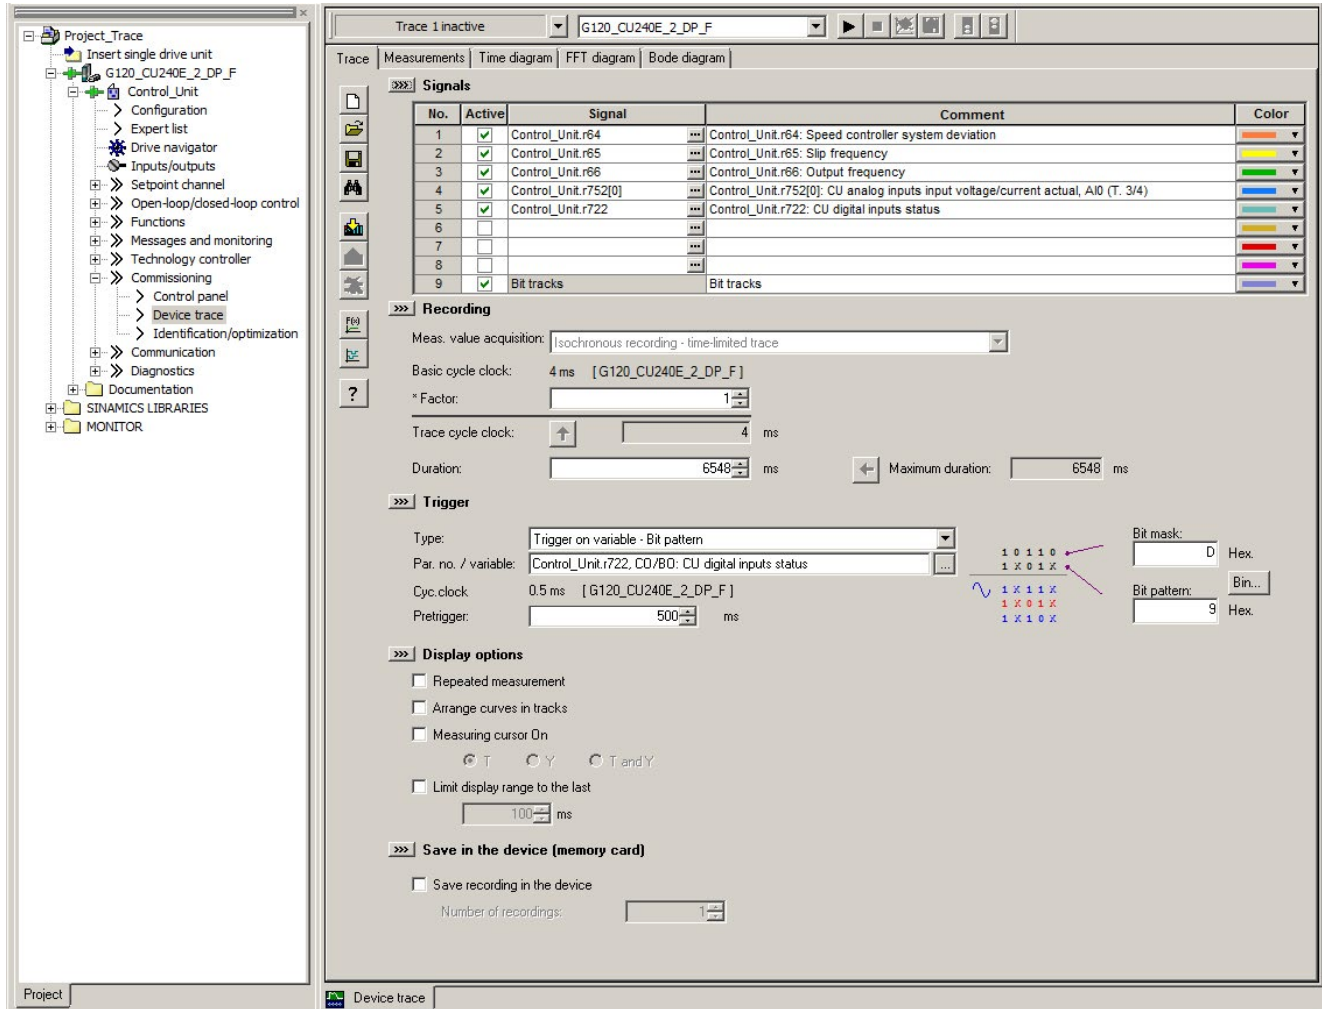 Project_Trace
Insert single drive unit
G120_CU240E_2_DP_F
Control_Unit
Configuration
Expert list
Drive navigator
Inputs/outputs
Setpoint channel
Open-loop/closed-loop control
Functions
Messages and monitoring
Technology controller
Commissioning
Control panel
Device trace
Identification/optimization
Communication
Diagnostics
Documentation
SINAMICS LIBRARIES
MONITOR
Project
Trace 1 inactive G120_CU240E_2_DP_F
Trace Measurements Time diagram FFT diagram Bode diagram
Signals
No. Active Signal Comment Color
1 Control_Unit.r64 ... Control_Unit.r64: Speed controller system deviation
2 Control_Unit.r65 ... Control_Unit.r65: Slip frequency
3 Control_Unit.r66 ... Control_Unit.r66: Output frequency
4 Control_Unit.r752[0] ... Control_Unit.r752[0]: CU analog inputs input voltage/current actual, AI0 (T. 3/4)
5 Control_Unit.r722 ... Control_Unit.r722: CU digital inputs status
6 ...
7 ...
8 ...
9 Bit tracks Bit tracks
Recording
Meas. value acquisition: Isochronous recording - time-limited trace
Basic cycle clock: 4 ms [G120_CU240E_2_DP_F]
* Factor: 1
Trace cycle clock: 4 ms
Duration: 6548 ms Maximum duration: 6548 ms
Trigger
Type: Trigger on variable - Bit pattern
Par. no. / variable: Control_Unit.r722, CO/BO: CU digital inputs status ...
Cyc.clock 0.5 ms [G120_CU240E_2_DP_F]
Pretrigger: 500 ms
1 0 1 1 0
1 X 0 1 X
1 X 1 1 X
1 X 0 1 X
1 X 1 0 X
Bit mask:
D Hex.
Bin...
Bit pattern:
9 Hex.
Display options
Repeated measurement
Arrange curves in tracks
Measuring cursor On
T Y T and Y
Limit display range to the last
100 ms
Save in the device (memory card)
Save recording in the device
Number of recordings: 1
Device trace